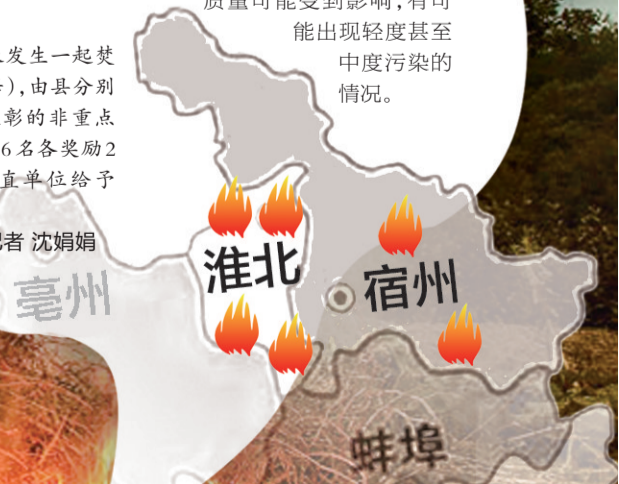 质量可能受到影响,有可
能出现轻度甚至
中度污染的
情况。
发生一起焚
),由县分别
彰的非重点
6名各奖励2
直单位给予
者 沈娟娟
淮北
宿州
亳州
蚌埠